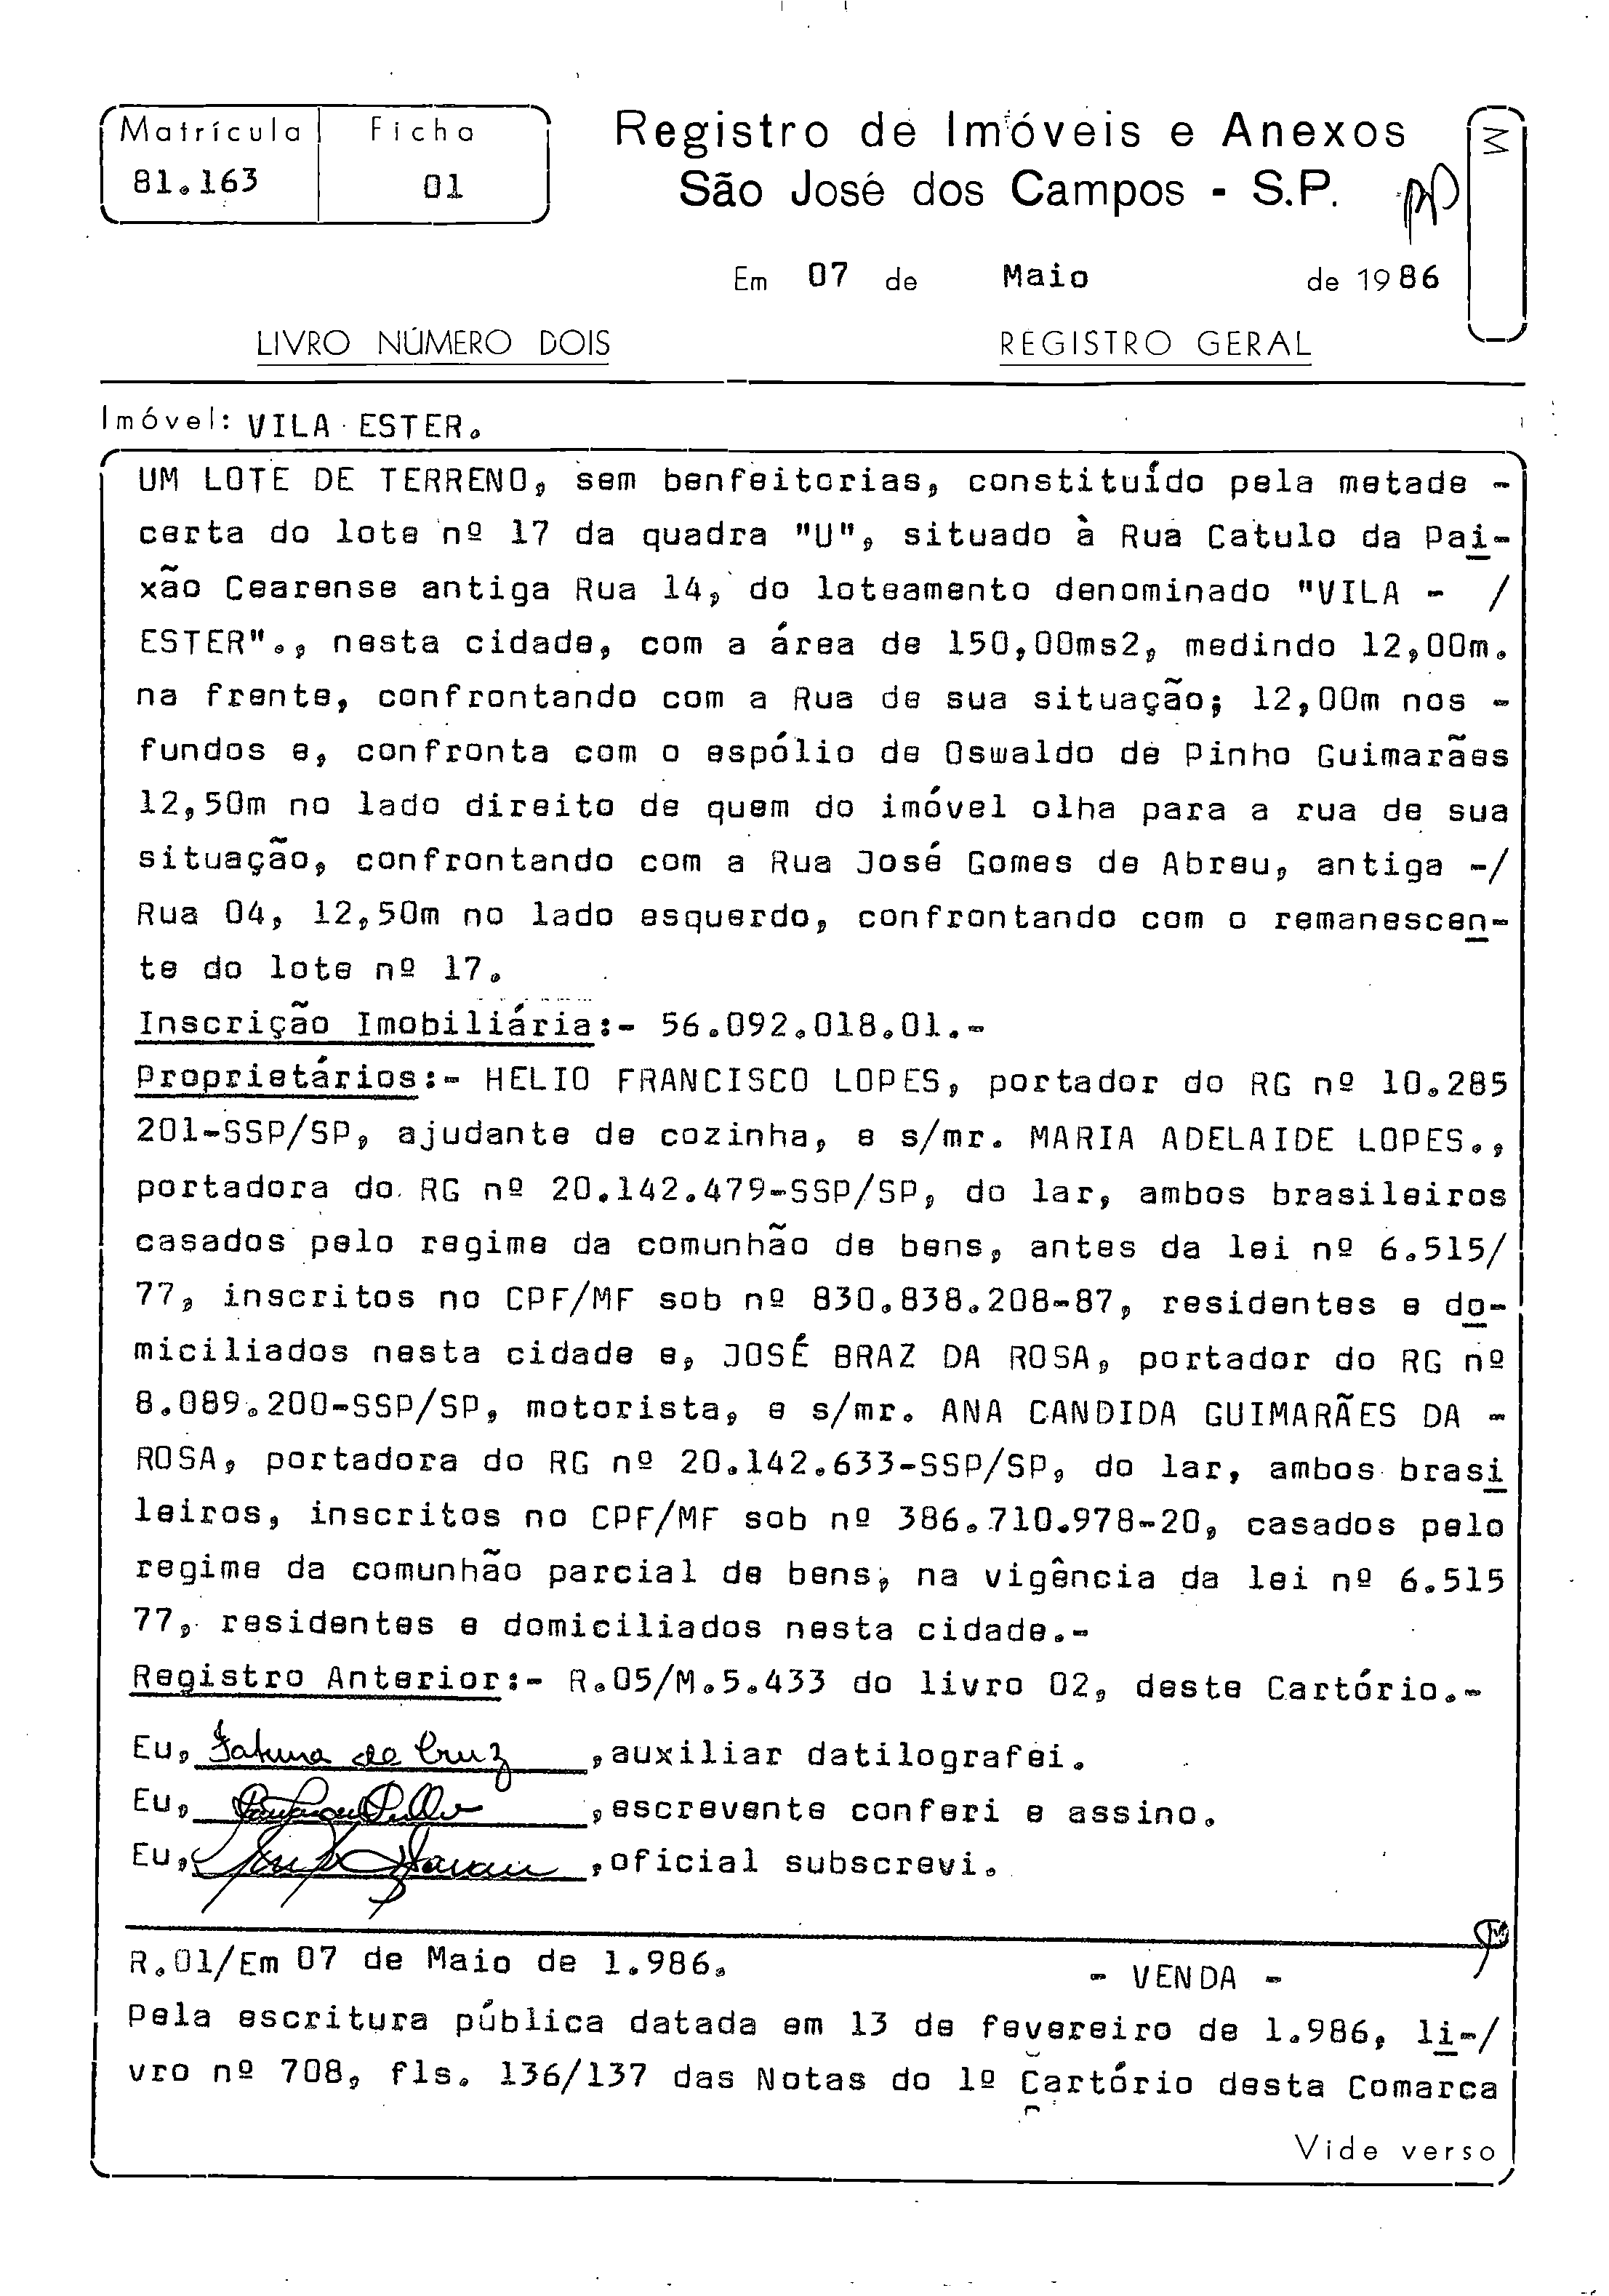 Matrícula Ficha
81.163 01
Registro de Imóveis e Anexos
São José dos Campos - S.P.
M
Em 07 de Maio de 1986
LIVRO NÚMERO DOIS REGISTRO GERAL
Imóvel: VILA ESTER.
UM LOTE DE TERRENO, sem benfeitorias, constituído pela metade -
certa do lote nº 17 da quadra "U", situado à Rua Catulo da Pai-
xão Cearense antiga Rua 14, do loteamento denominado "VILA - /
ESTER"., nesta cidade, com a área de 150,00ms2, medindo 12,00m.
na frente, confrontando com a Rua de sua situação; 12,00m nos -
fundos e, confronta com o espólio de Oswaldo de Pinho Guimarães
12,50m no lado direito de quem do imóvel olha para a rua de sua
situação, confrontando com a Rua José Gomes de Abreu, antiga -/
Rua 04, 12,50m no lado esquerdo, confrontando com o remanescen-
te do lote nº 17.
Inscrição Imobiliária:- 56.092.018.01.-
Proprietários:- HELIO FRANCISCO LOPES, portador do RG nº 10.285
201-SSP/SP, ajudante de cozinha, e s/mr. MARIA ADELAIDE LOPES.,
portadora do RG nº 20.142.479-SSP/SP, do lar, ambos brasileiros
casados pelo regime da comunhão de bens, antes da lei nº 6.515/
77, inscritos no CPF/MF sob nº 830.838.208-87, residentes e do-
miciliados nesta cidade e, JOSÉ BRAZ DA ROSA, portador do RG nº
8.089.200-SSP/SP, motorista, e s/mr. ANA CANDIDA GUIMARÃES DA -
ROSA, portadora do RG nº 20.142.633-SSP/SP, do lar, ambos brasi
leiros, inscritos no CPF/MF sob nº 386.710.978-20, casados pelo
regime da comunhão parcial de bens, na vigência da lei nº 6.515
77, residentes e domiciliados nesta cidade.-
Registro Anterior:- R.05/M.5.433 do livro 02, deste Cartório.-
Eu, Fatima de Cruz ,auxiliar datilografei.
Eu, ,escrevente conferi e assino.
Eu, ,oficial subscrevi.
R.01/Em 07 de Maio de 1.986. - VENDA -
Pela escritura pública datada em 13 de fevereiro de 1.986, li-/
vro nº 708, fls. 136/137 das Notas do 1º Cartório desta Comarca
Vide verso